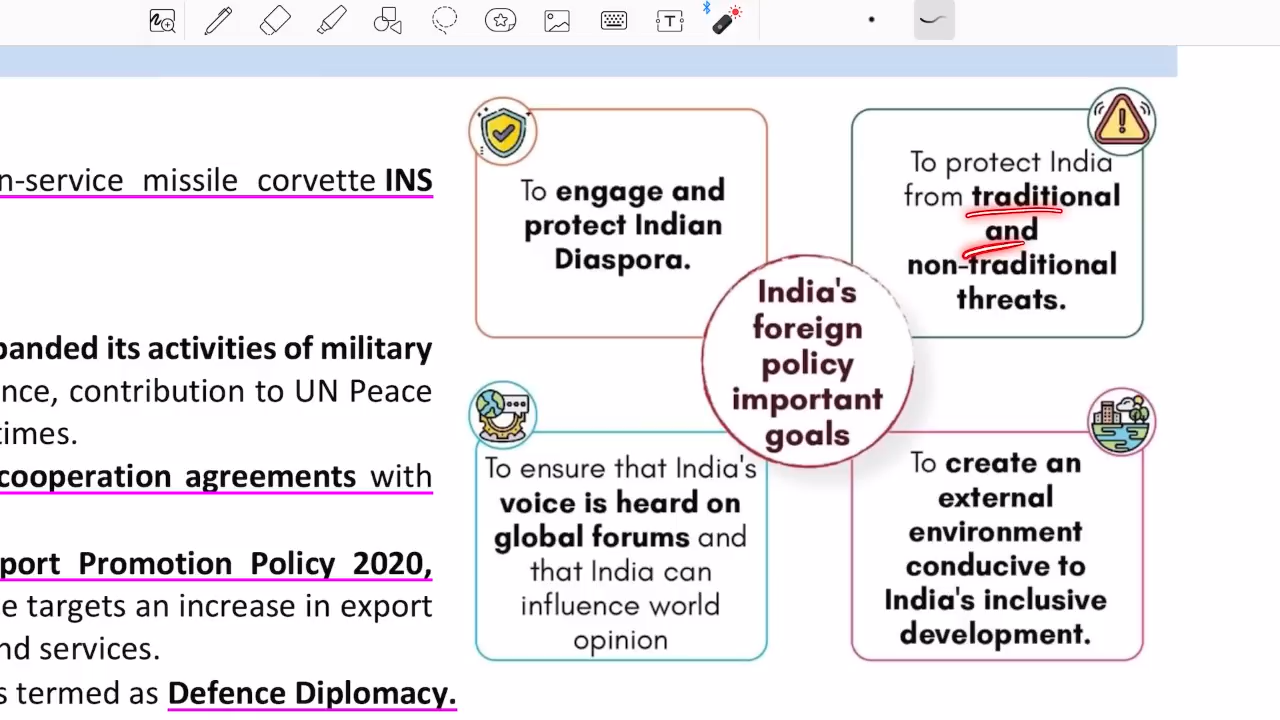 n-service missile corvette INS
panded its activities of military
nce, contribution to UN Peace
times.
cooperation agreements with
port Promotion Policy 2020,
e targets an increase in export
nd services.
s termed as Defence Diplomacy.
To engage and
protect Indian
Diaspora.
To protect India
from traditional
and
non-traditional
threats.
India's
foreign
policy
important
goals
To ensure that India's
voice is heard on
global forums and
that India can
influence world
opinion
To create an
external
environment
conducive to
India's inclusive
development.